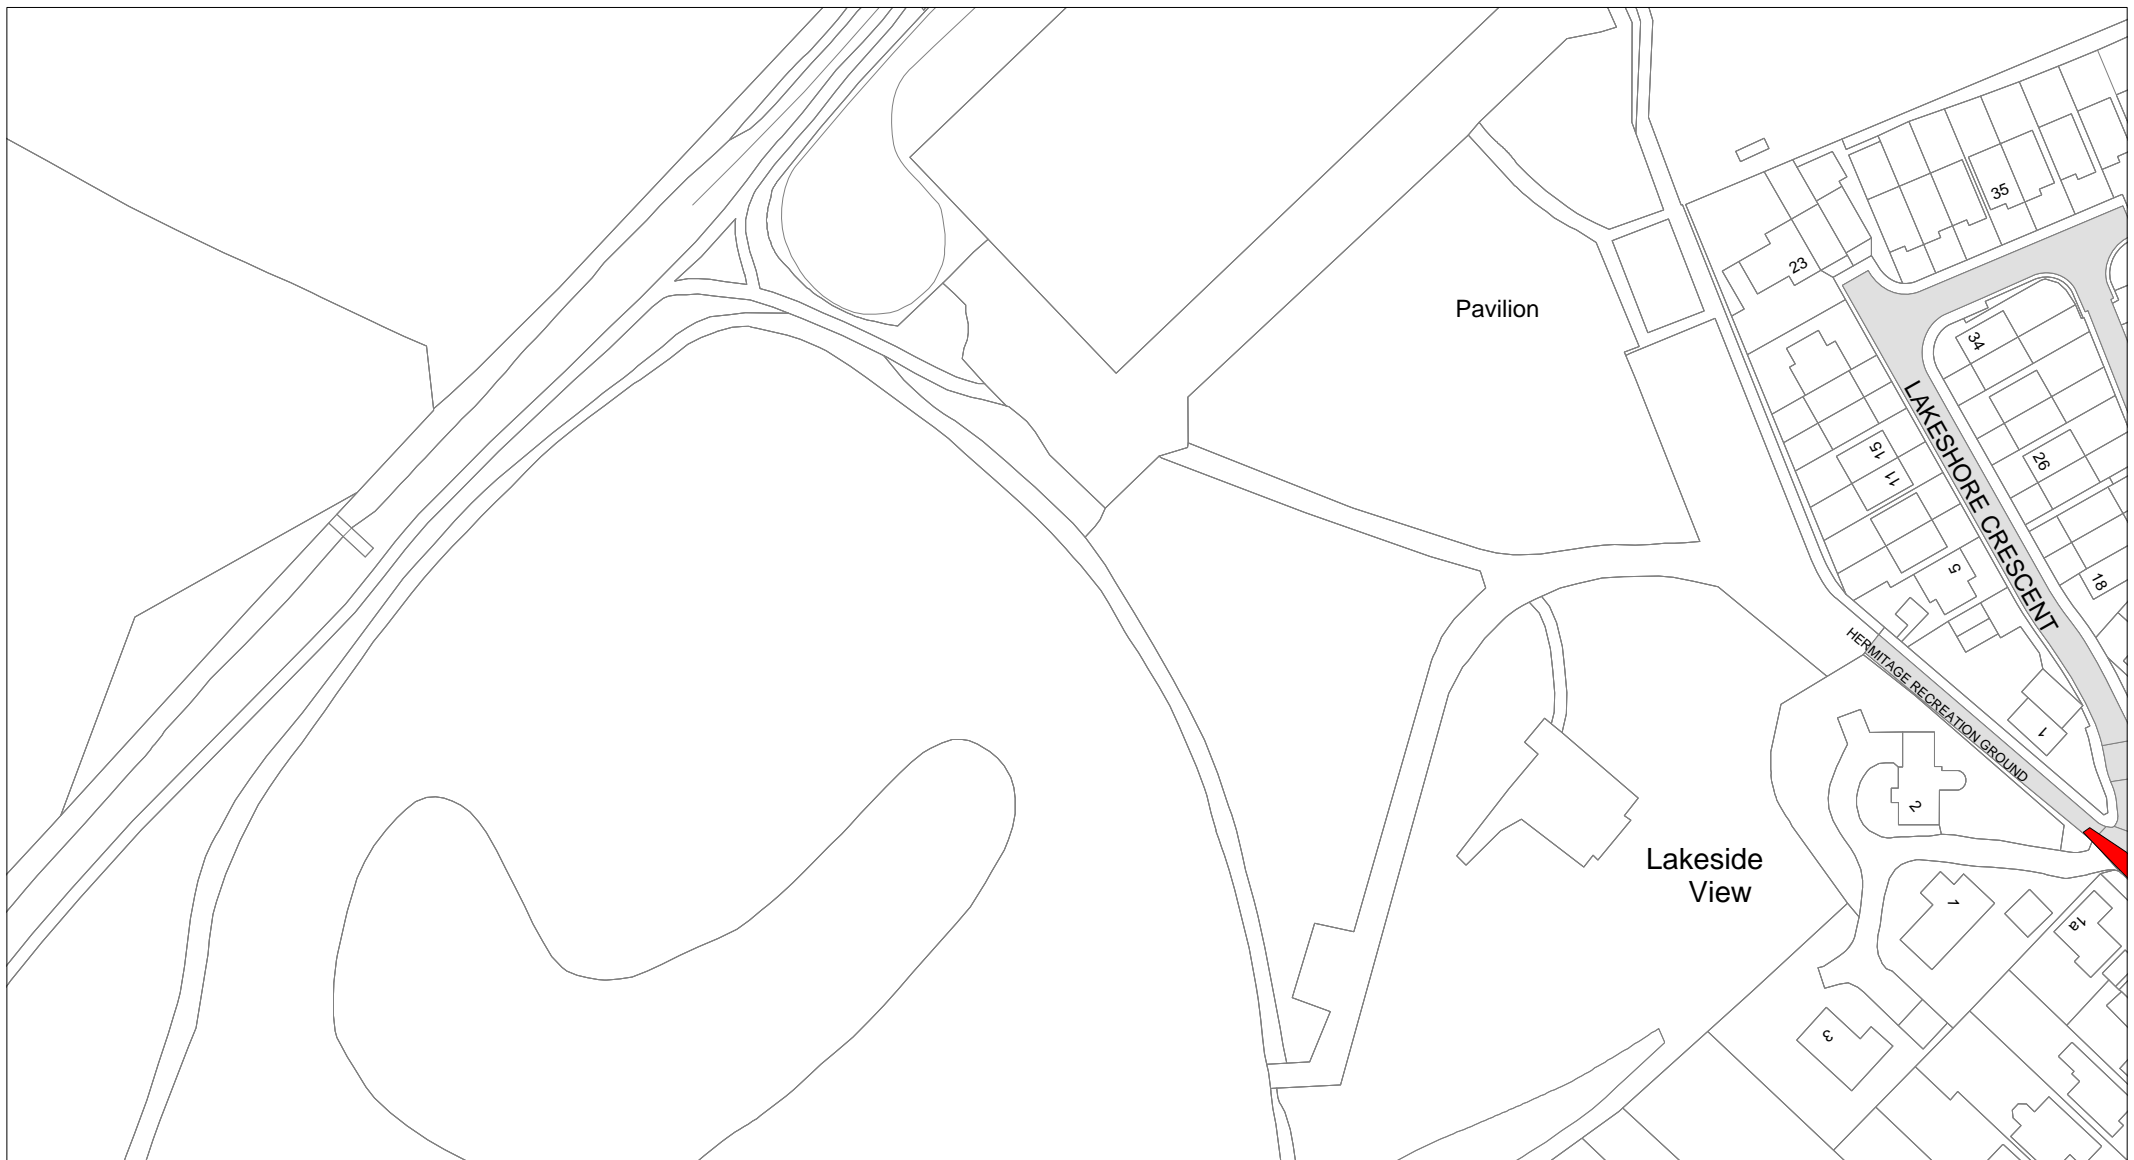 35
23
Pavilion
34
LAKESHORE CRESCENT
15
11
26
5
18
HERMITAGE RECREATION GROUND
1
2
Lakeside
View
1
1a
3